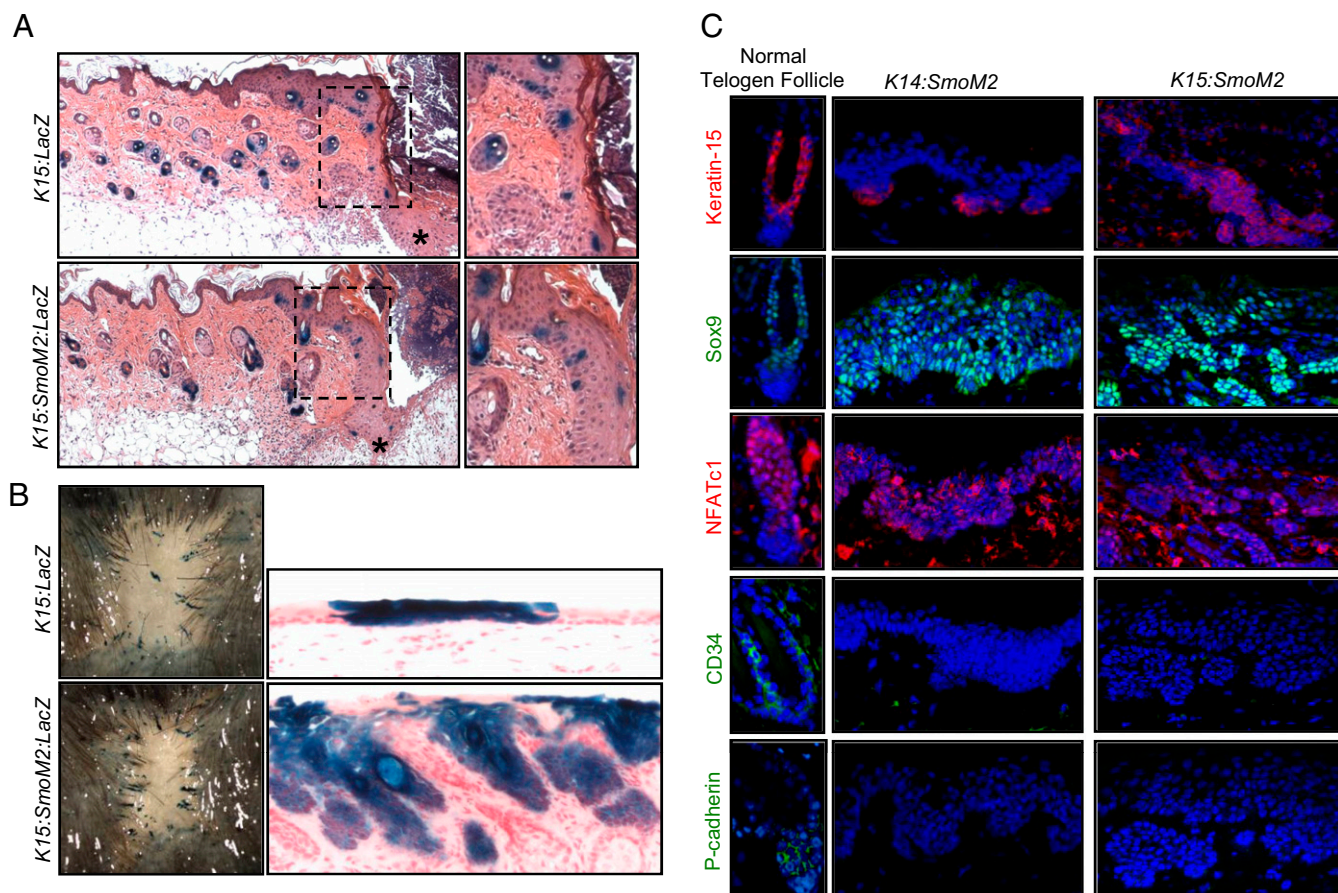 A
K15:LacZ
*
K15:SmoM2:LacZ
*
B
K15:LacZ
K15:SmoM2:LacZ
C
Normal
Telogen Follicle
K14:SmoM2
K15:SmoM2
Keratin-15
Sox9
NFATc1
CD34
P-cadherin